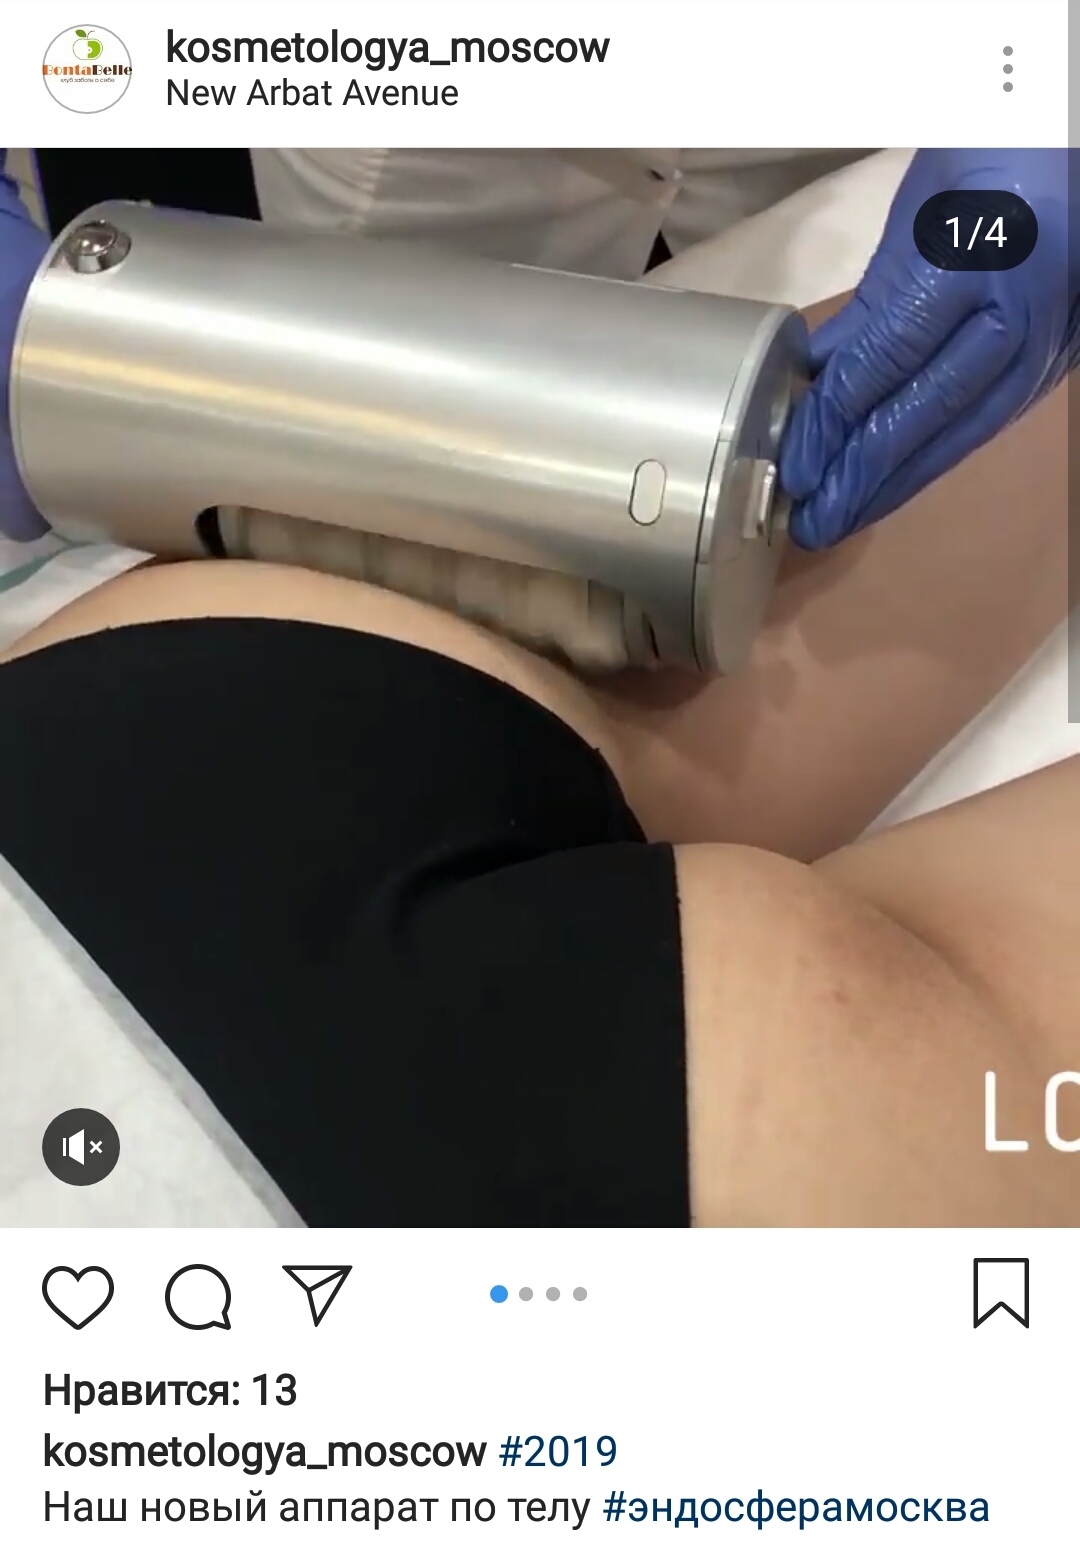 BontaBelle
клуб заботы о себе
kosmetologya_moscow
New Arbat Avenue
1/4
LO
Нравится: 13
kosmetologya_moscow #2019
Наш новый аппарат по телу #эндосферамосква